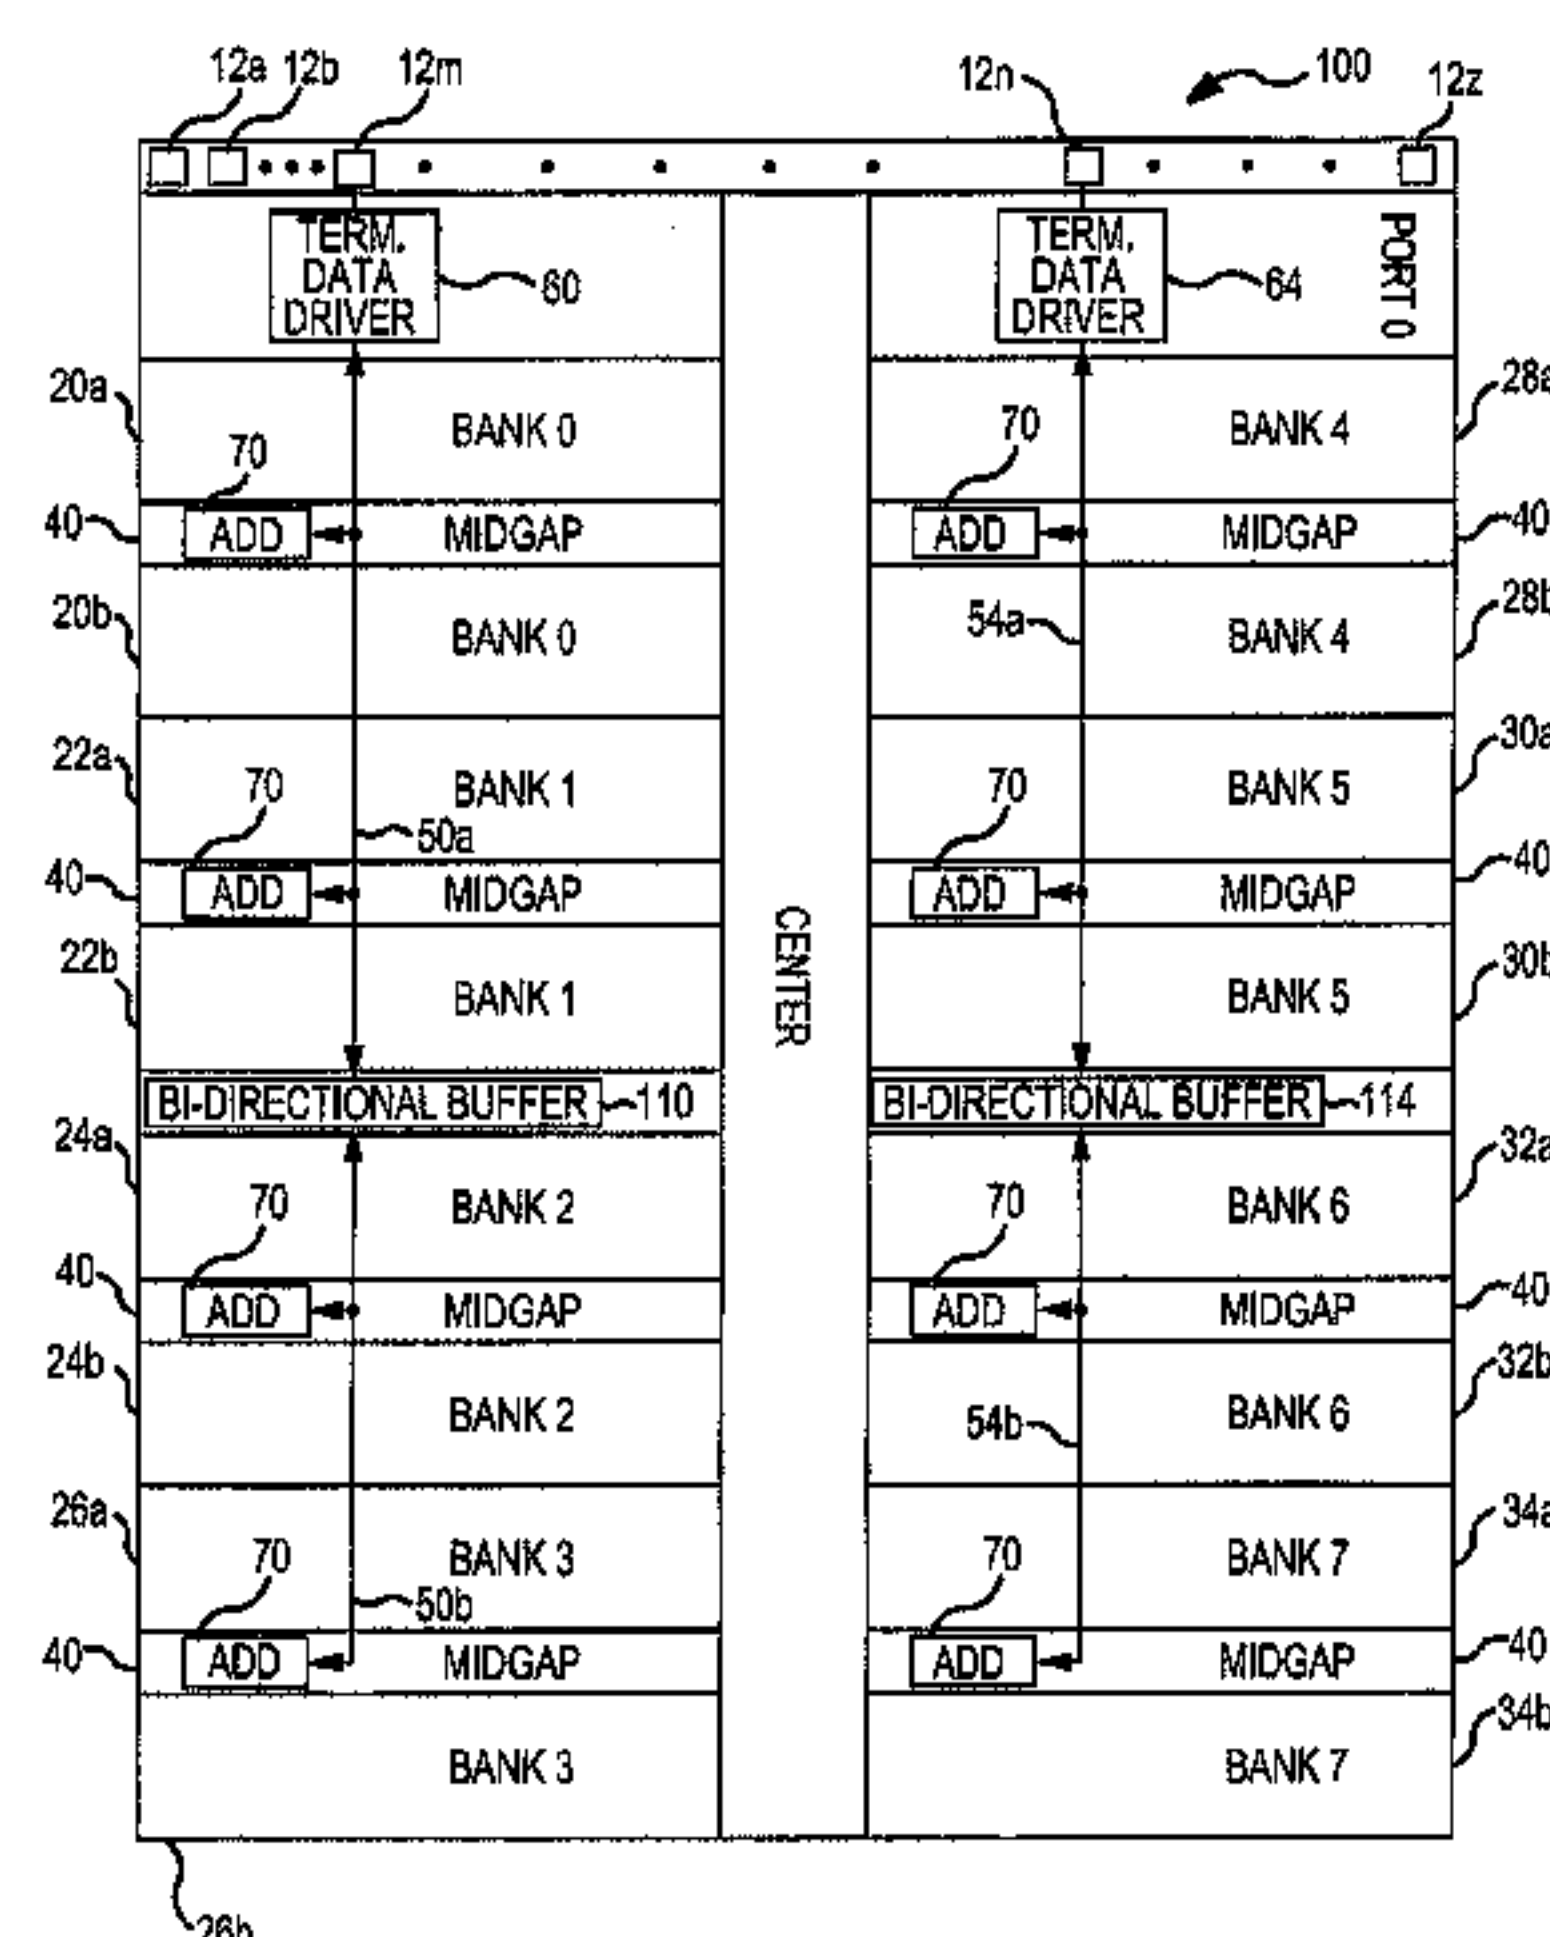 12a 12b 12m 12n 100 12z
TERM. DATA DRIVER 60 TERM. DATA DRIVER 64 PORT 0
20a BANK 0 BANK 4 28a
70 70
40 ADD MIDGAP ADD MIDGAP 40
20b BANK 0 54a BANK 4 28b
22a BANK 1 BANK 5 30a
70 50a 70
40 ADD MIDGAP ADD MIDGAP 40
CENTER
22b BANK 1 BANK 5 30b
BI-DIRECTIONAL BUFFER 110 BI-DIRECTIONAL BUFFER 114
24a BANK 2 BANK 6 32a
70 70
40 ADD MIDGAP ADD MIDGAP 40
24b BANK 2 54b BANK 6 32b
26a BANK 3 BANK 7 34a
70 50b 70
40 ADD MIDGAP ADD MIDGAP 40
BANK 3 BANK 7 34b
26b